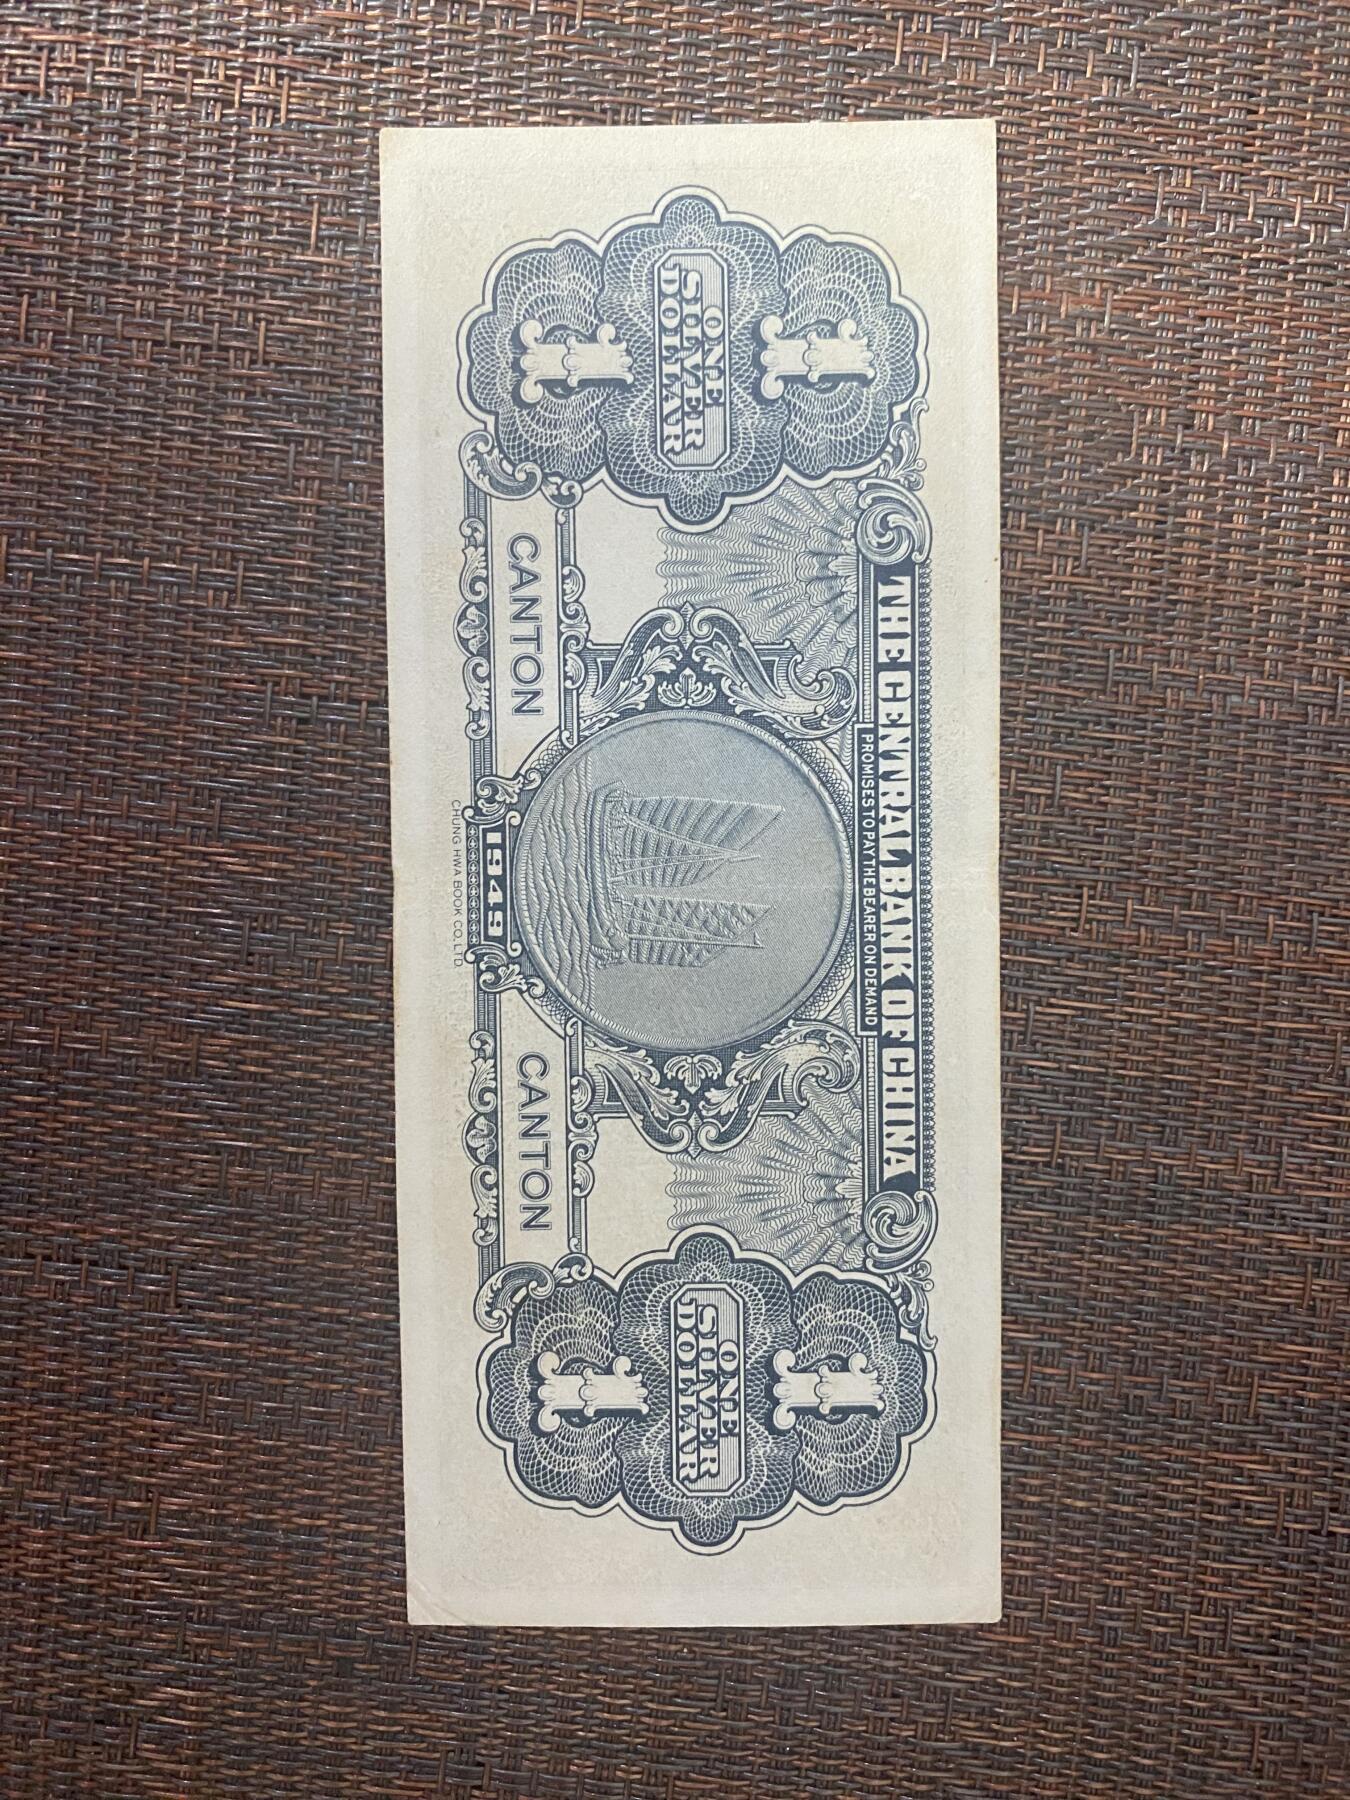 THE CENTRAL BANK OF CHINA
PROMISES TO PAY THE BEARER ON DEMAND
1
1
ONE
SILVER
DOLLAR
ONE
SILVER
DOLLAR
1
1
CANTON
CANTON
1949
CHUNG HWA BOOK CO., LTD.